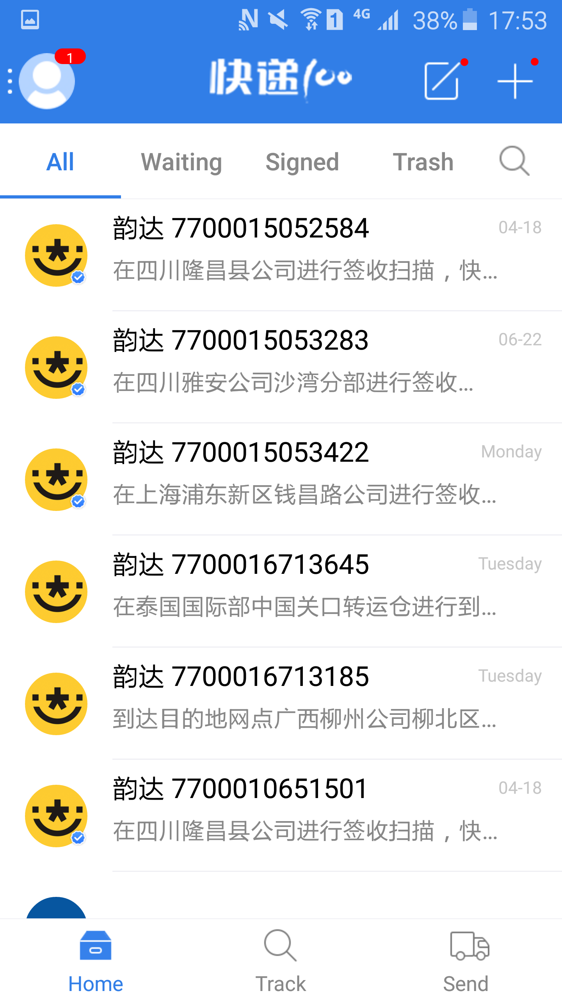 4G 38% 17:53
1
快递100
All Waiting Signed Trash
韵达 7700015052584 04-18
在四川隆昌县公司进行签收扫描，快...
韵达 7700015053283 06-22
在四川雅安公司沙湾分部进行签收...
韵达 7700015053422 Monday
在上海浦东新区钱昌路公司进行签收...
韵达 7700016713645 Tuesday
在泰国国际部中国关口转运仓进行到...
韵达 7700016713185 Tuesday
到达目的地网点广西柳州公司柳北区...
韵达 7700010651501 04-18
在四川隆昌县公司进行签收扫描，快...
Home Track Send